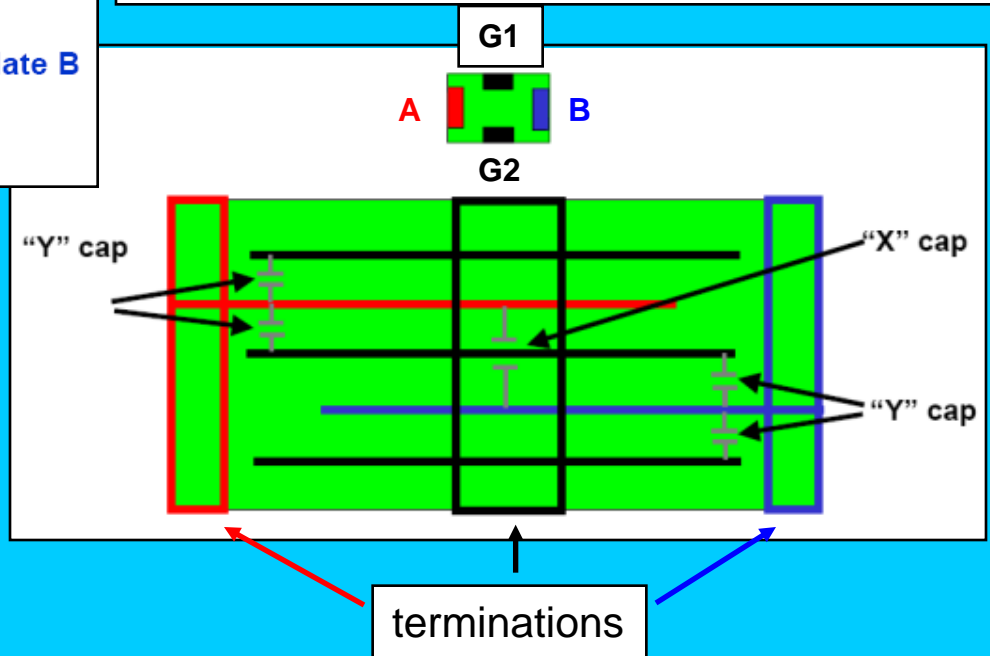 ate B
G1
A
B
G2
“Y” cap
“X” cap
“Y” cap
terminations